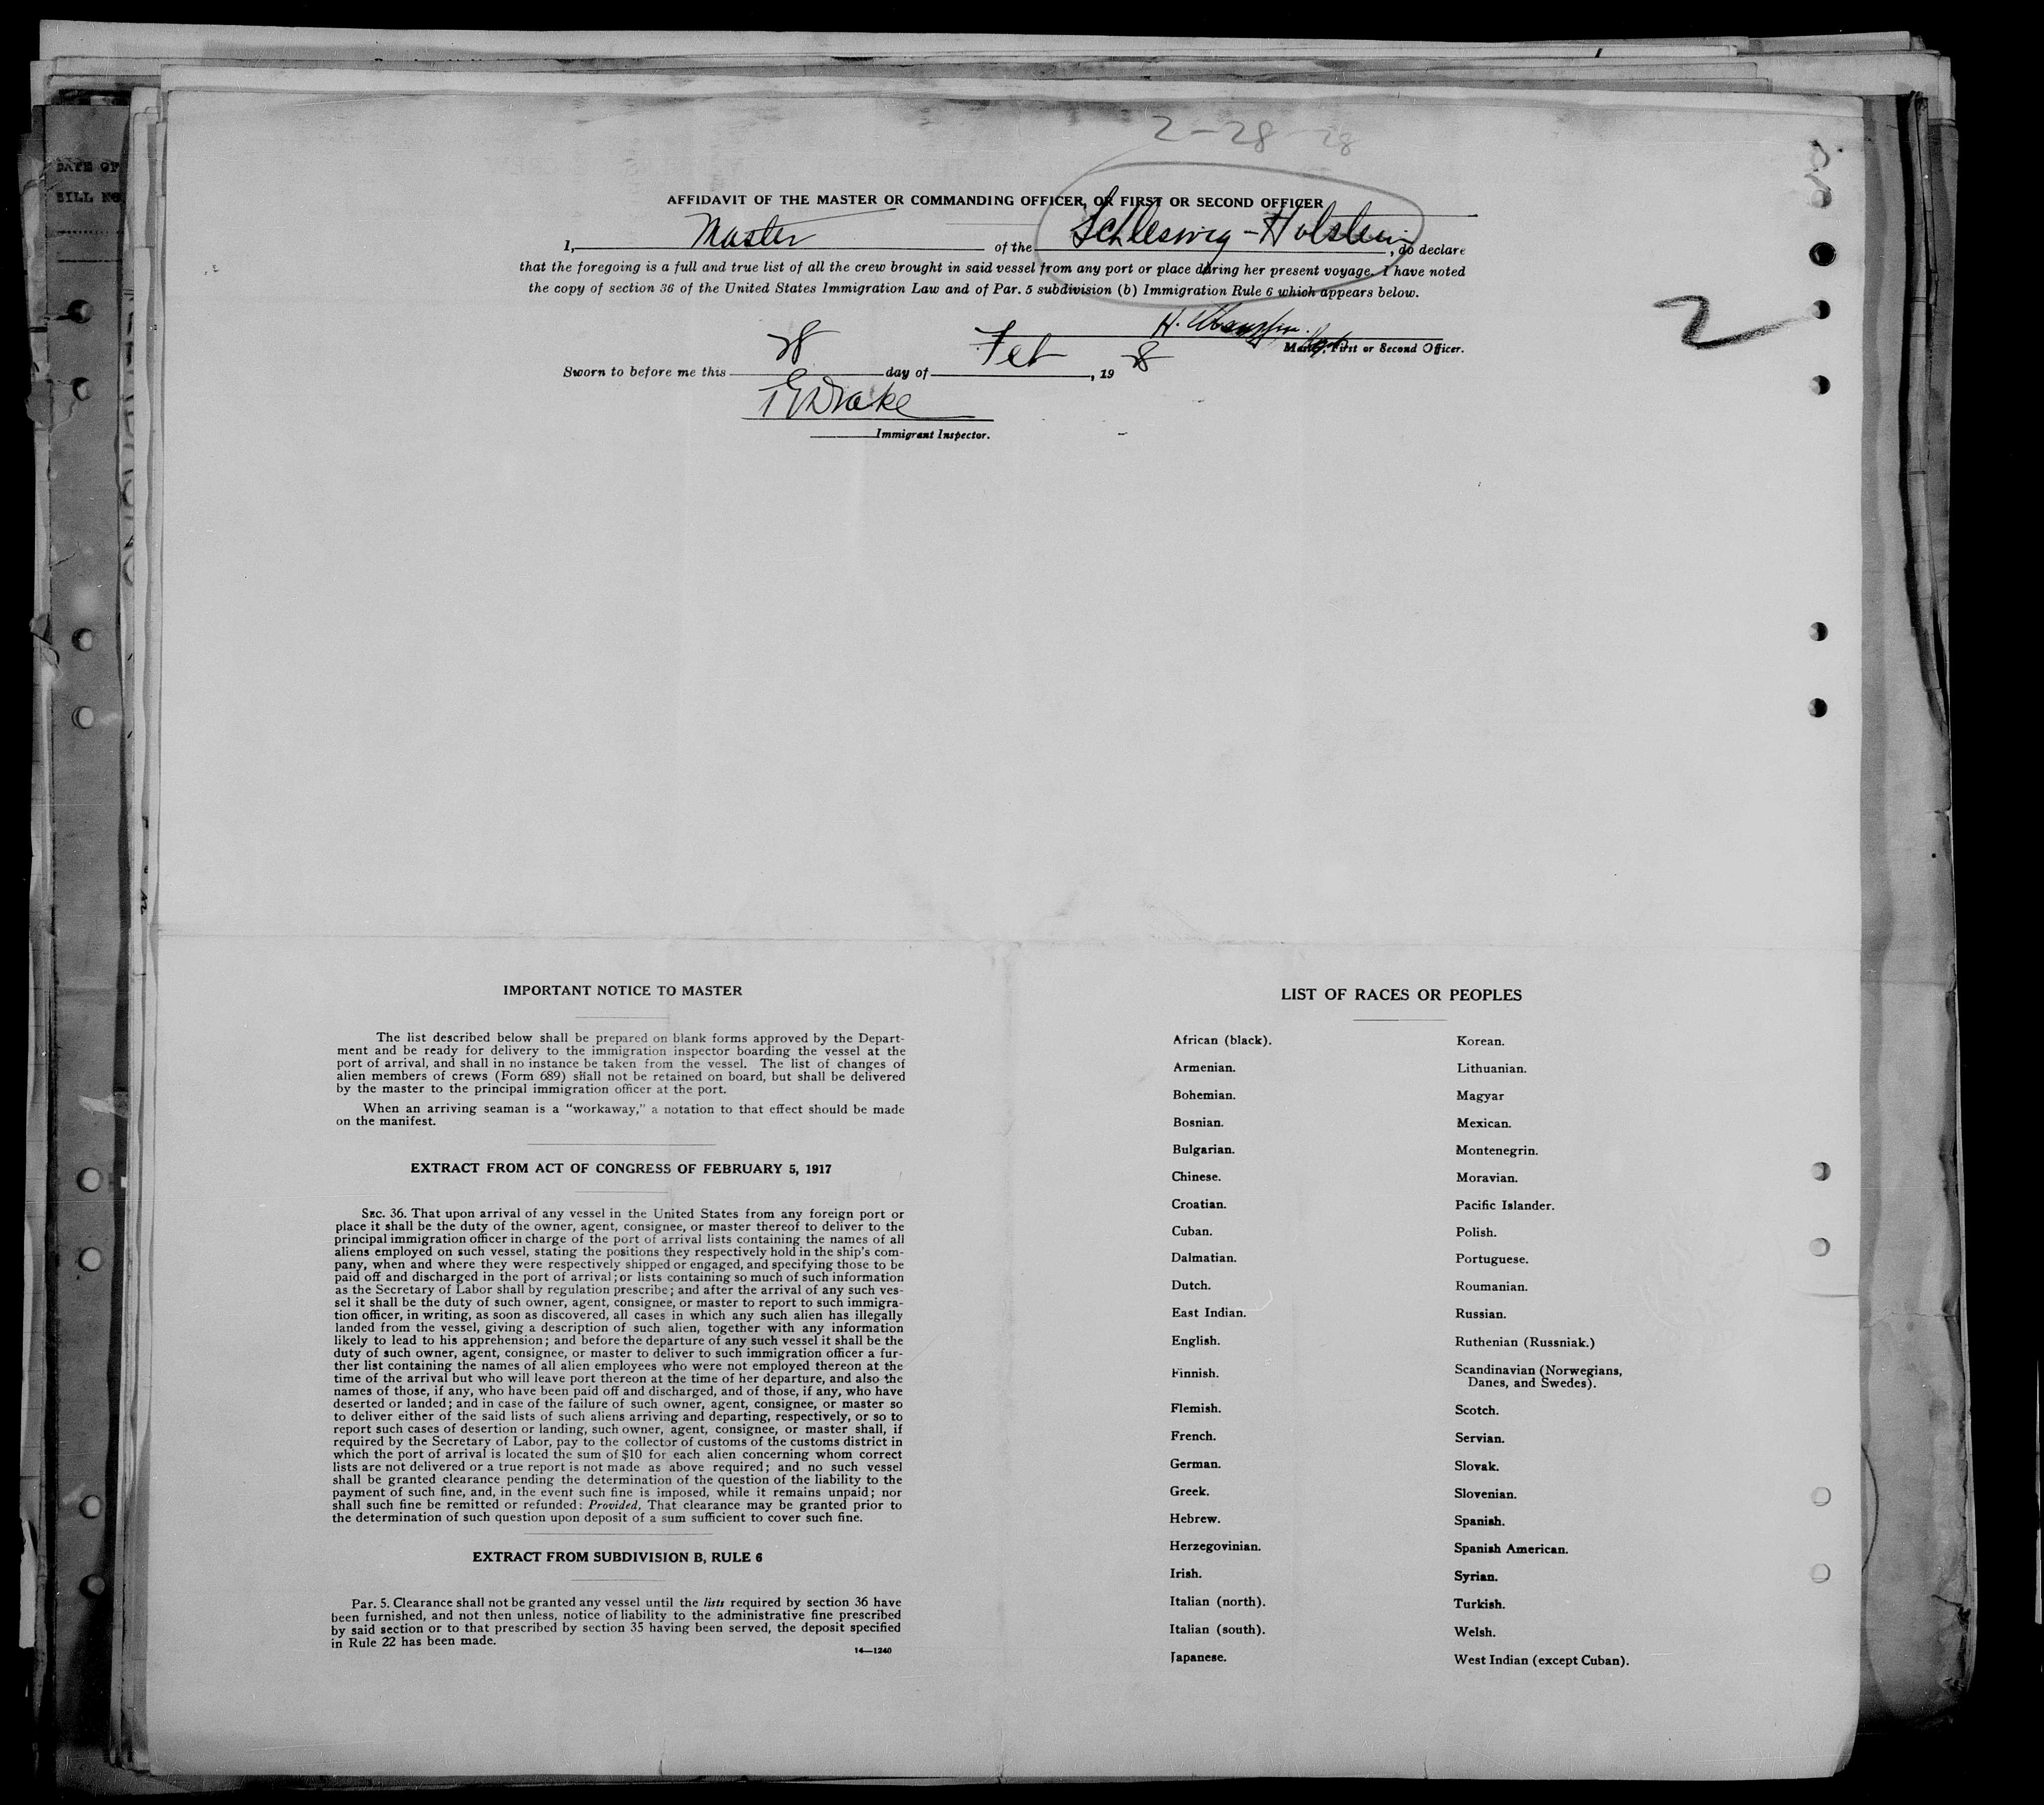 2-28-28
AFFIDAVIT OF THE MASTER OR COMMANDING OFFICER, OR FIRST OR SECOND OFFICER
I, Master of the Schleswig-Holstein, do declare
that the foregoing is a full and true list of all the crew brought in said vessel from any port or place during her present voyage. I have noted
the copy of section 36 of the United States Immigration Law and of Par. 5 subdivision (b) Immigration Rule 6 which appears below.
2
H.
Master, First or Second Officer.
Sworn to before me this 28 day of Feb, 19 28
Drake
Immigrant Inspector.
DATE OF
BILL NO
IMPORTANT NOTICE TO MASTER
The list described below shall be prepared on blank forms approved by the Depart-
ment and be ready for delivery to the immigration inspector boarding the vessel at the
port of arrival, and shall in no instance be taken from the vessel. The list of changes of
alien members of crews (Form 689) shall not be retained on board, but shall be delivered
by the master to the principal immigration officer at the port.
When an arriving seaman is a "workaway," a notation to that effect should be made
on the manifest.
EXTRACT FROM ACT OF CONGRESS OF FEBRUARY 5, 1917
SEC. 36. That upon arrival of any vessel in the United States from any foreign port or
place it shall be the duty of the owner, agent, consignee, or master thereof to deliver to the
principal immigration officer in charge of the port of arrival lists containing the names of all
aliens employed on such vessel, stating the positions they respectively hold in the ship's com-
pany, when and where they were respectively shipped or engaged, and specifying those to be
paid off and discharged in the port of arrival; or lists containing so much of such information
as the Secretary of Labor shall by regulation prescribe; and after the arrival of any such ves-
sel it shall be the duty of such owner, agent, consignee, or master to report to such immigra-
tion officer, in writing, as soon as discovered, all cases in which any such alien has illegally
landed from the vessel, giving a description of such alien, together with any information
likely to lead to his apprehension; and before the departure of any such vessel it shall be the
duty of such owner, agent, consignee, or master to deliver to such immigration officer a fur-
ther list containing the names of all alien employees who were not employed thereon at the
time of the arrival but who will leave port thereon at the time of her departure, and also the
names of those, if any, who have been paid off and discharged, and of those, if any, who have
deserted or landed; and in case of the failure of such owner, agent, consignee, or master so
to deliver either of the said lists of such aliens arriving and departing, respectively, or so to
report such cases of desertion or landing, such owner, agent, consignee, or master shall, if
required by the Secretary of Labor, pay to the collector of customs of the customs district in
which the port of arrival is located the sum of $10 for each alien concerning whom correct
lists are not delivered or a true report is not made as above required; and no such vessel
shall be granted clearance pending the determination of the question of the liability to the
payment of such fine, and, in the event such fine is imposed, while it remains unpaid; nor
shall such fine be remitted or refunded: Provided, That clearance may be granted prior to
the determination of such question upon deposit of a sum sufficient to cover such fine.
EXTRACT FROM SUBDIVISION B, RULE 6
Par. 5. Clearance shall not be granted any vessel until the lists required by section 36 have
been furnished, and not then unless, notice of liability to the administrative fine prescribed
by said section or to that prescribed by section 35 having been served, the deposit specified
in Rule 22 has been made.
14—1240
LIST OF RACES OR PEOPLES
African (black).
Armenian.
Bohemian.
Bosnian.
Bulgarian.
Chinese.
Croatian.
Cuban.
Dalmatian.
Dutch.
East Indian.
English.
Finnish.
Flemish.
French.
German.
Greek.
Hebrew.
Herzegovinian.
Irish.
Italian (north).
Italian (south).
Japanese.
Korean.
Lithuanian.
Magyar
Mexican.
Montenegrin.
Moravian.
Pacific Islander.
Polish.
Portuguese.
Roumanian.
Russian.
Ruthenian (Russniak.)
Scandinavian (Norwegians,
Danes, and Swedes).
Scotch.
Servian.
Slovak.
Slovenian.
Spanish.
Spanish American.
Syrian.
Turkish.
Welsh.
West Indian (except Cuban).